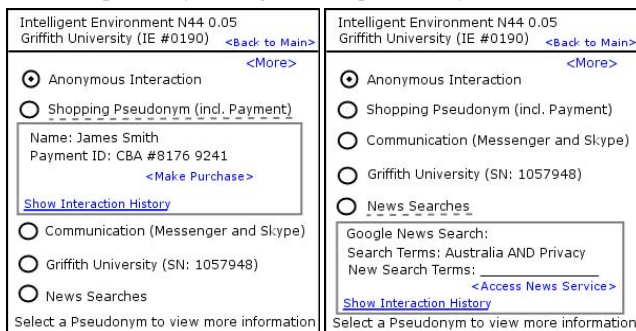 Intelligent Environment N44 0.05
Griffith University (IE #0190) <Back to Main>
<More>
Anonymous Interaction
Shopping Pseudonym (incl. Payment)
Name: James Smith
Payment ID: CBA #8176 9241
<Make Purchase>
Show Interaction History
Communication (Messenger and Skype)
Griffith University (SN: 1057948)
News Searches
Select a Pseudonym to view more information
Intelligent Environment N44 0.05
Griffith University (IE #0190) <Back to Main>
<More>
Anonymous Interaction
Shopping Pseudonym (incl. Payment)
Communication (Messenger and Skype)
Griffith University (SN: 1057948)
News Searches
Google News Search:
Search Terms: Australia AND Privacy
New Search Terms:
<Access News Service>
Show Interaction History
Select a Pseudonym to view more information